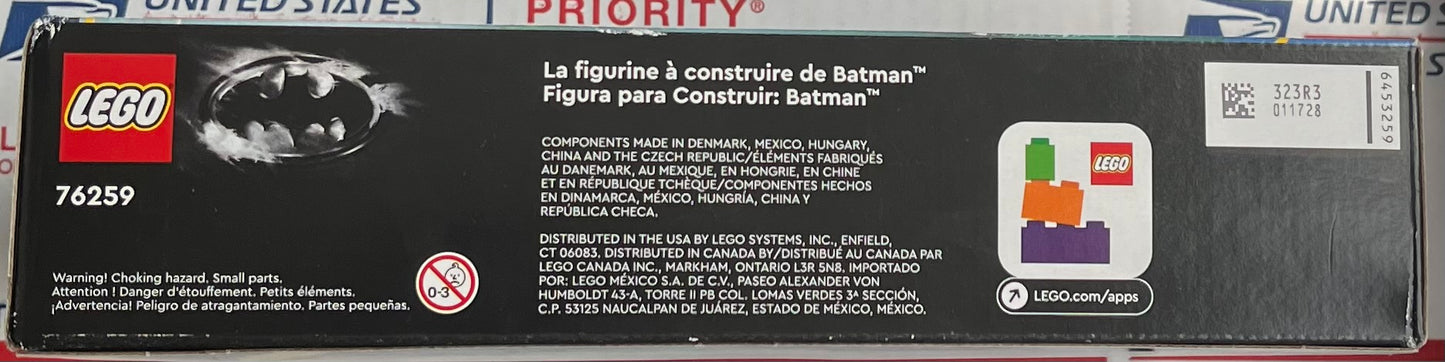 UNITED STATES
PRIORITY®
UNITED S
LEGO
76259
Warning! Choking hazard. Small parts.
Attention ! Danger d'étouffement. Petits éléments.
¡Advertencia! Peligro de atragantamiento. Partes pequeñas.
0-3
La figurine à construire de Batman™
Figura para Construir: Batman™
COMPONENTS MADE IN DENMARK, MEXICO, HUNGARY,
CHINA AND THE CZECH REPUBLIC/ÉLÉMENTS FABRIQUÉS
AU DANEMARK, AU MEXIQUE, EN HONGRIE, EN CHINE
ET EN RÉPUBLIQUE TCHÈQUE/COMPONENTES HECHOS
EN DINAMARCA, MÉXICO, HUNGRÍA, CHINA Y
REPÚBLICA CHECA.
DISTRIBUTED IN THE USA BY LEGO SYSTEMS, INC., ENFIELD,
CT 06083. DISTRIBUTED IN CANADA BY/DISTRIBUÉ AU CANADA PAR
LEGO CANADA INC., MARKHAM, ONTARIO L3R 5N8. IMPORTADO
POR: LEGO MÉXICO S.A. DE C.V., PASEO ALEXANDER VON
HUMBOLDT 43-A, TORRE II PB COL. LOMAS VERDES 3ª SECCIÓN,
C.P. 53125 NAUCALPAN DE JUÁREZ, ESTADO DE MÉXICO, MÉXICO.
LEGO
LEGO.com/apps
323R3
011728
6453259